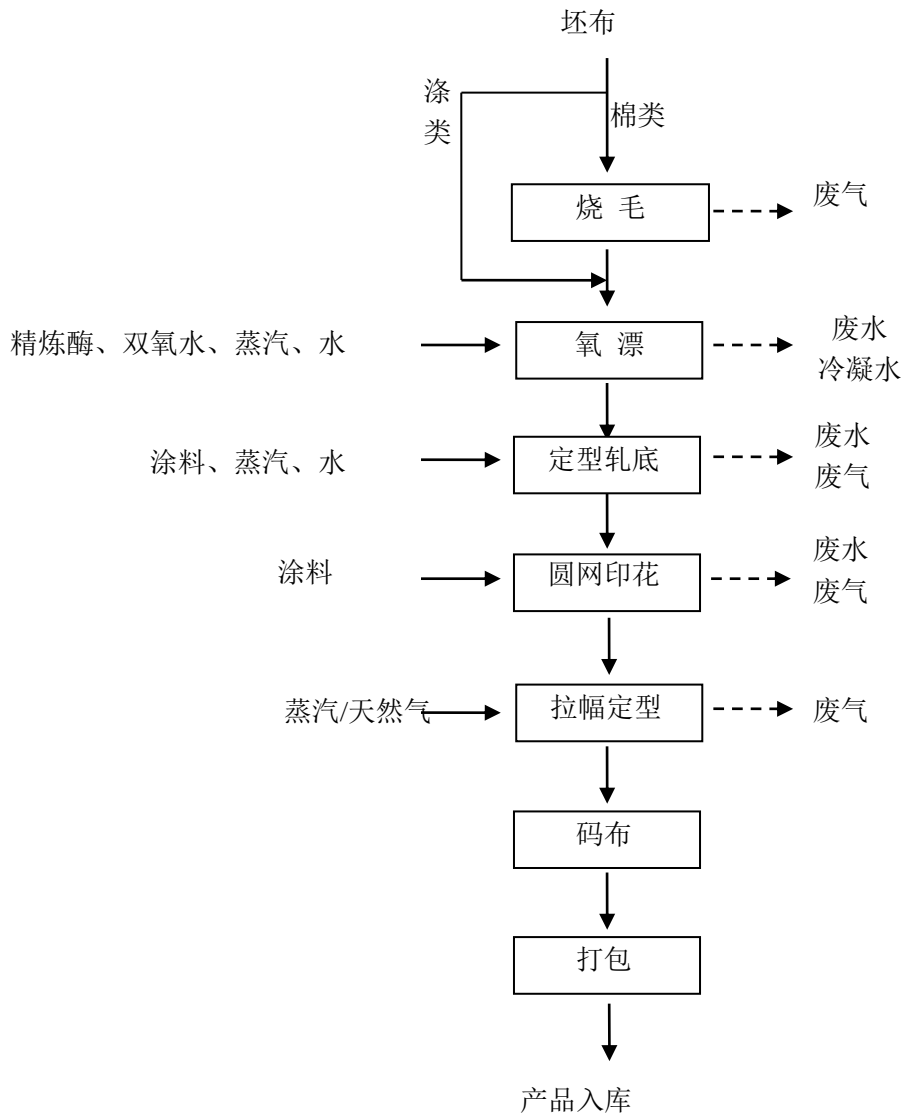 坯布
涤
类
棉类
烧 毛
废气
精炼酶、双氧水、蒸汽、水
氧 漂
废水
冷凝水
涂料、蒸汽、水
定型轧底
废水
废气
涂料
圆网印花
废水
废气
蒸汽/天然气
拉幅定型
废气
码布
打包
产品入库